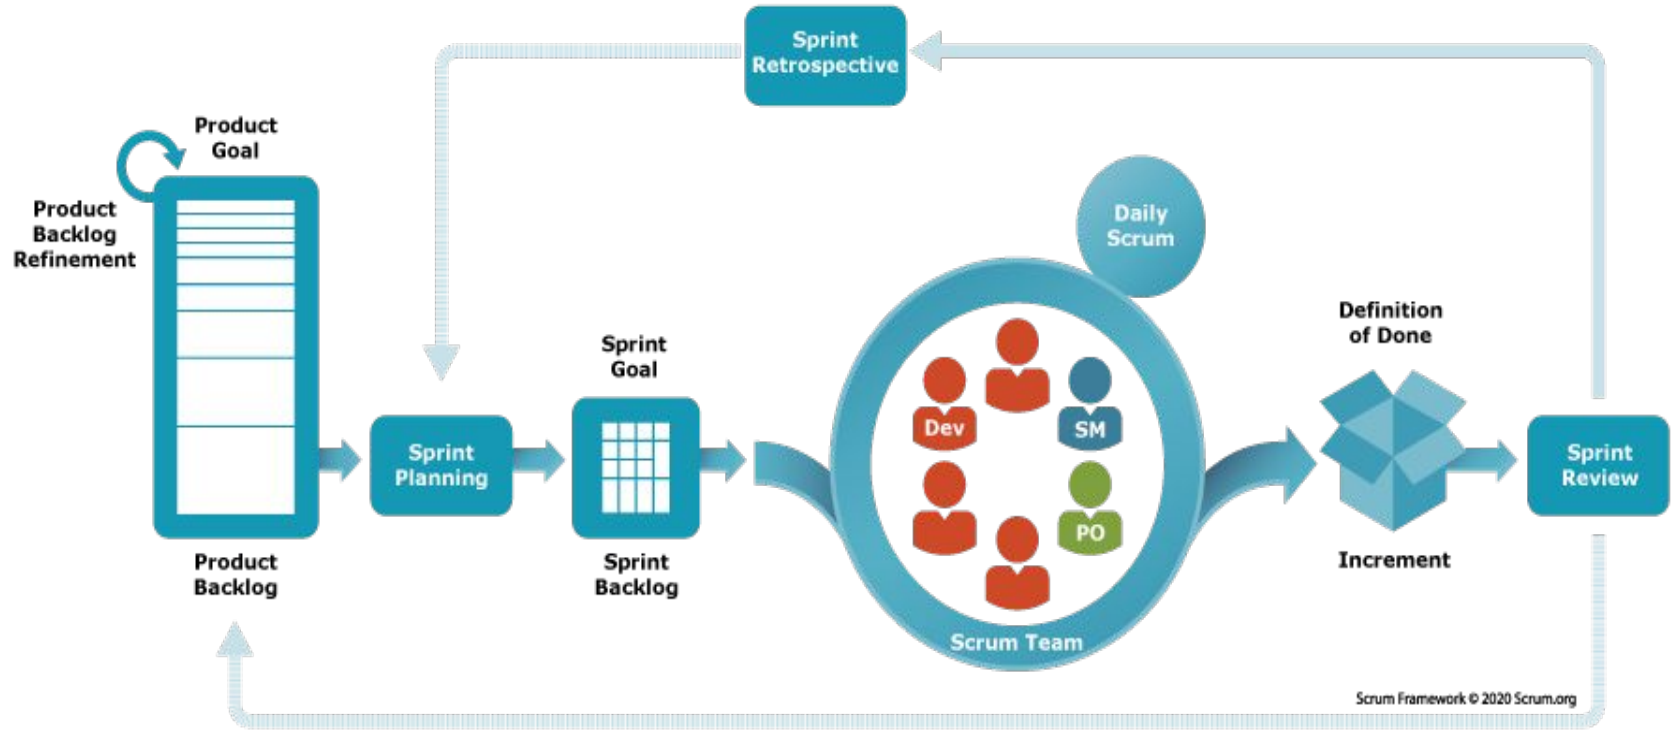 Sprint
Retrospective
Product
Goal
Product
Backlog
Refinement
Daily
Scrum
Definition
of Done
Sprint
Goal
Dev
SM
Sprint
Planning
Sprint
Review
PO
Product
Backlog
Sprint
Backlog
Increment
Scrum Team
Scrum Framework © 2020 Scrum.org